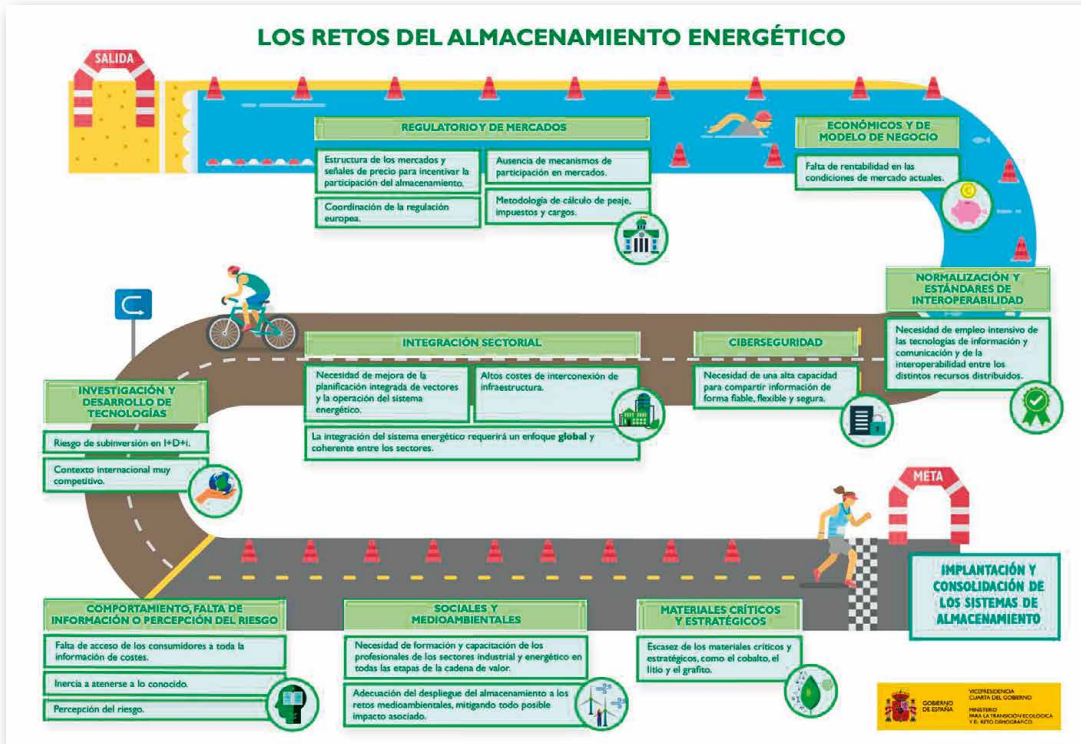 LOS RETOS DEL ALMACENAMIENTO ENERGÉTICO
SALIDA
REGULATORIO Y DE MERCADOS
Estructura de los mercados y
señales de precio para incentivar la
participación del almacenamiento.
Coordinación de la regulación
europea.
Ausencia de mecanismos de
participación en mercados.
Metodología de cálculo de peaje,
impuestos y cargos.
ECONÓMICOS Y DE
MODELO DE NEGOCIO
Falta de rentabilidad en las
condiciones de mercado actuales.
NORMALIZACIÓN Y
ESTÁNDARES DE
INTEROPERABILIDAD
Necesidad de empleo intensivo de
las tecnologías de información y
comunicación y de la
interoperabilidad entre los
distintos recursos distribuidos.
CIBERSEGURIDAD
Necesidad de una alta capacidad
para compartir información de
forma fiable, flexible y segura.
INTEGRACIÓN SECTORIAL
Necesidad de mejora de la
planificación integrada de vectores
y la operación del sistema
energético.
Altos costes de interconexión de
infraestructura.
La integración del sistema energético requerirá un enfoque global y
coherente entre los sectores.
INVESTIGACIÓN Y
DESARROLLO DE
TECNOLOGÍAS
Riesgo de subinversión en I+D+i.
Contexto internacional muy
competitivo.
COMPORTAMIENTO, FALTA DE
INFORMACIÓN O PERCEPCIÓN DEL RIESGO
Falta de acceso de los consumidores a toda la
información de costes.
Inercia a atenerse a lo conocido.
Percepción del riesgo.
SOCIALES Y
MEDIOAMBIENTALES
Necesidad de formación y capacitación de los
profesionales de los sectores industrial y energético en
todas las etapas de la cadena de valor.
Adecuación del despliegue del almacenamiento a los
retos medioambientales, mitigando todo posible
impacto asociado.
MATERIALES CRÍTICOS
Y ESTRATÉGICOS
Escasez de los materiales críticos y
estratégicos, como el cobalto, el
litio y el grafito.
META
IMPLANTACIÓN Y
CONSOLIDACIÓN DE
LOS SISTEMAS DE
ALMACENAMIENTO
GOBIERNO
DE ESPAÑA
VICEPRESIDENCIA
CUARTA DEL GOBIERNO
MINISTERIO
PARA LA TRANSICIÓN ECOLÓGICA
Y EL RETO DEMOGRÁFICO